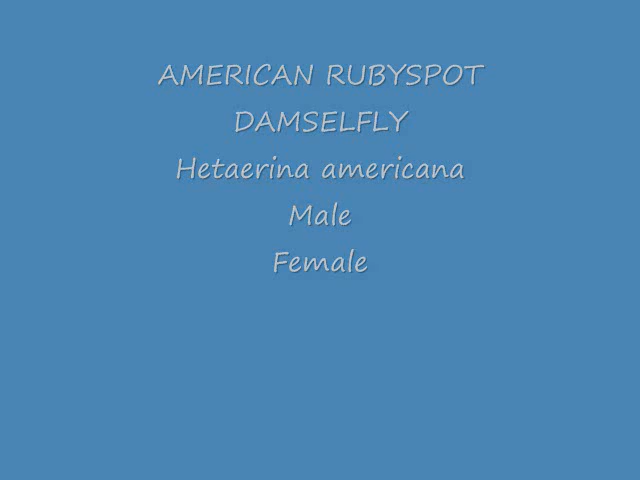 AMERICAN RUBYSPOT
DAMSELFLY
Hetaerina americana
Male
Female